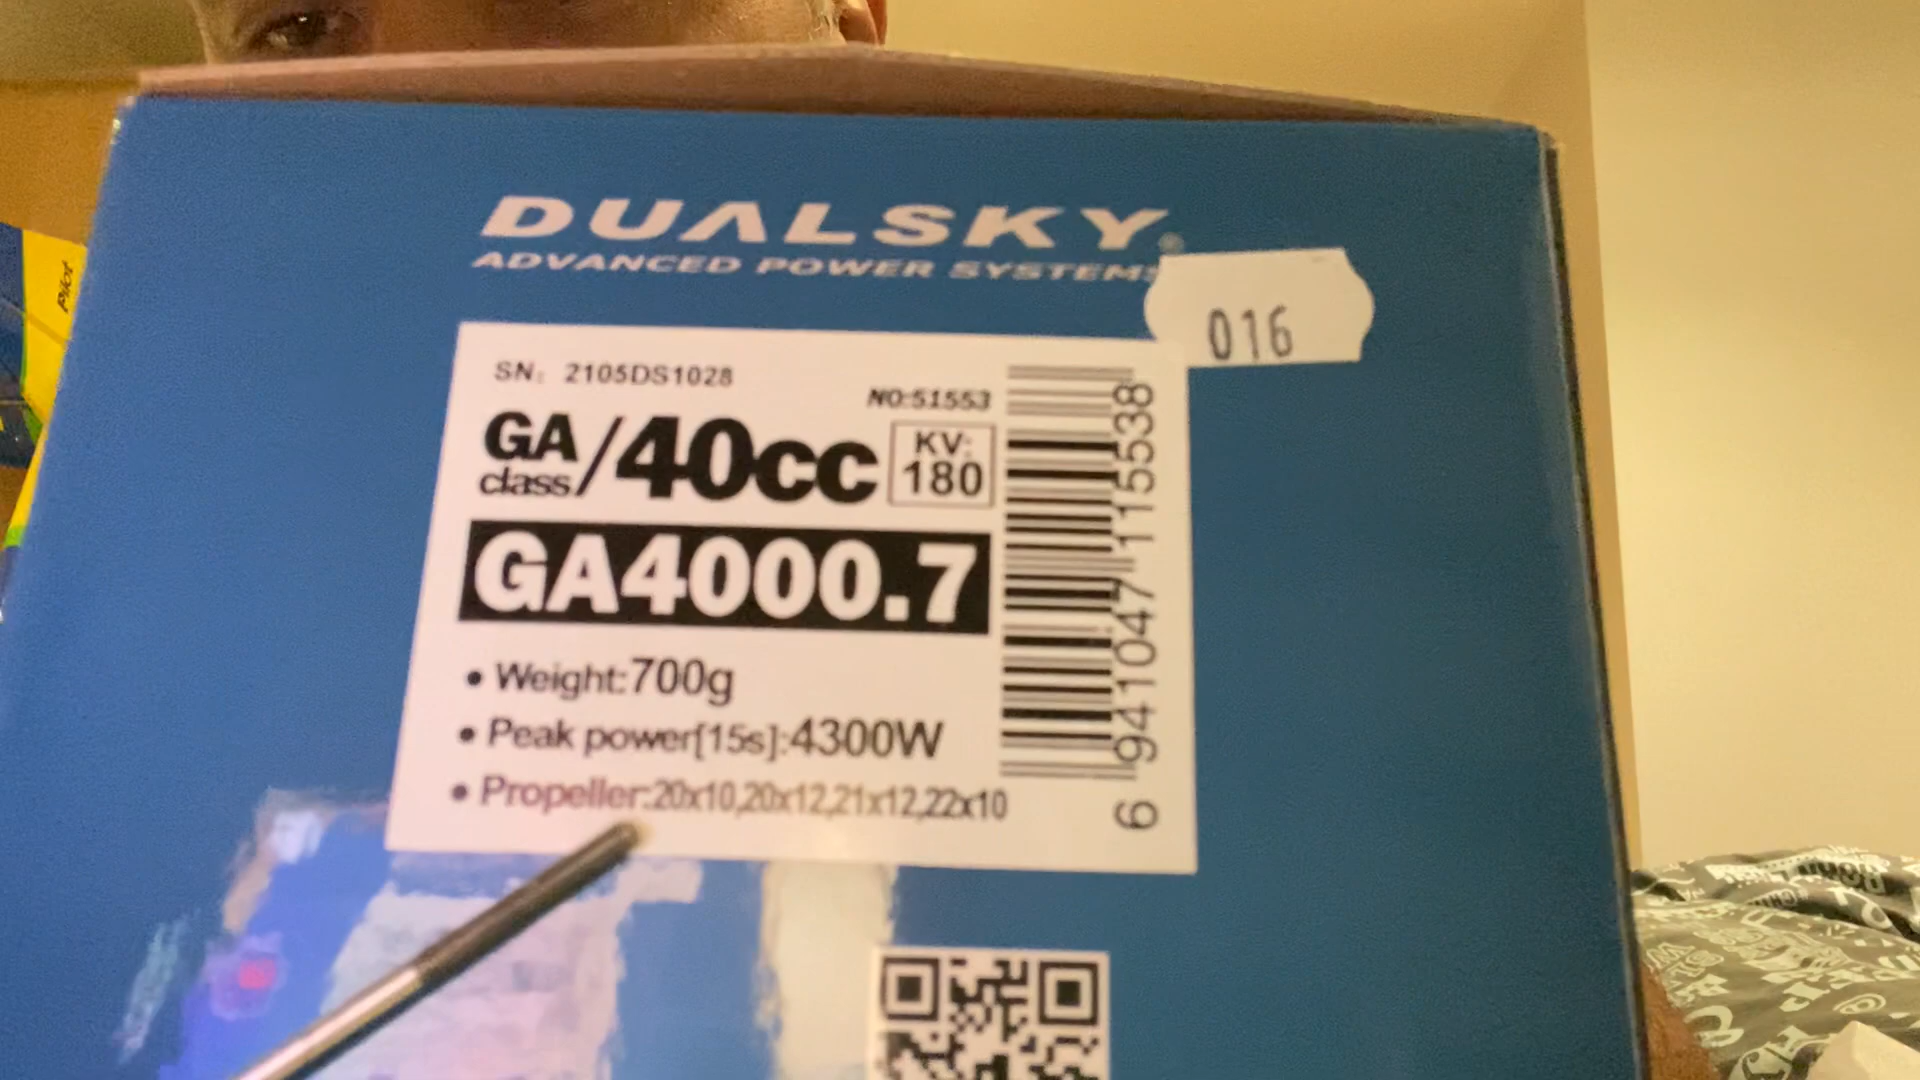 DUALSKY®
ADVANCED POWER SYSTEMS
016
SN: 2105DS1028
NO:51553
GA class/40cc
KV:
180
GA4000.7
• Weight:700g
• Peak power[15s]:4300W
• Propeller:20x10,20x12,21x12,22x10
6 941047 115538
Pilot